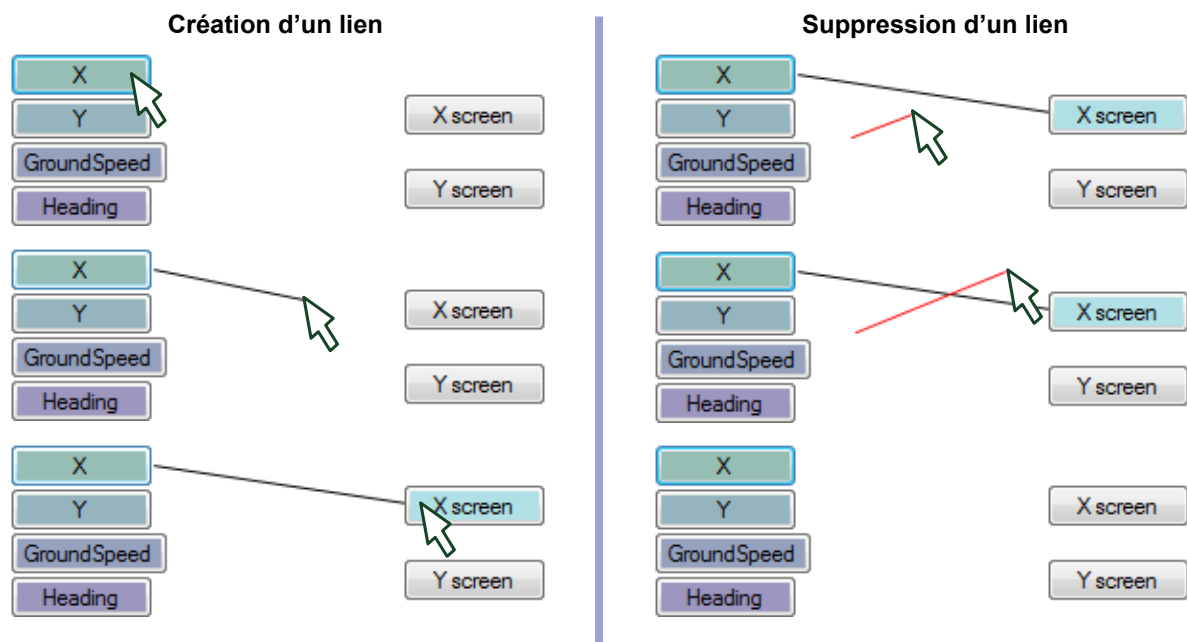 Création d’un lien
X
Y
GroundSpeed
Heading
X screen
Y screen
X
Y
GroundSpeed
Heading
X screen
Y screen
X
Y
GroundSpeed
Heading
X screen
Y screen
Suppression d’un lien
X
Y
GroundSpeed
Heading
X screen
Y screen
X
Y
GroundSpeed
Heading
X screen
Y screen
X
Y
GroundSpeed
Heading
X screen
Y screen